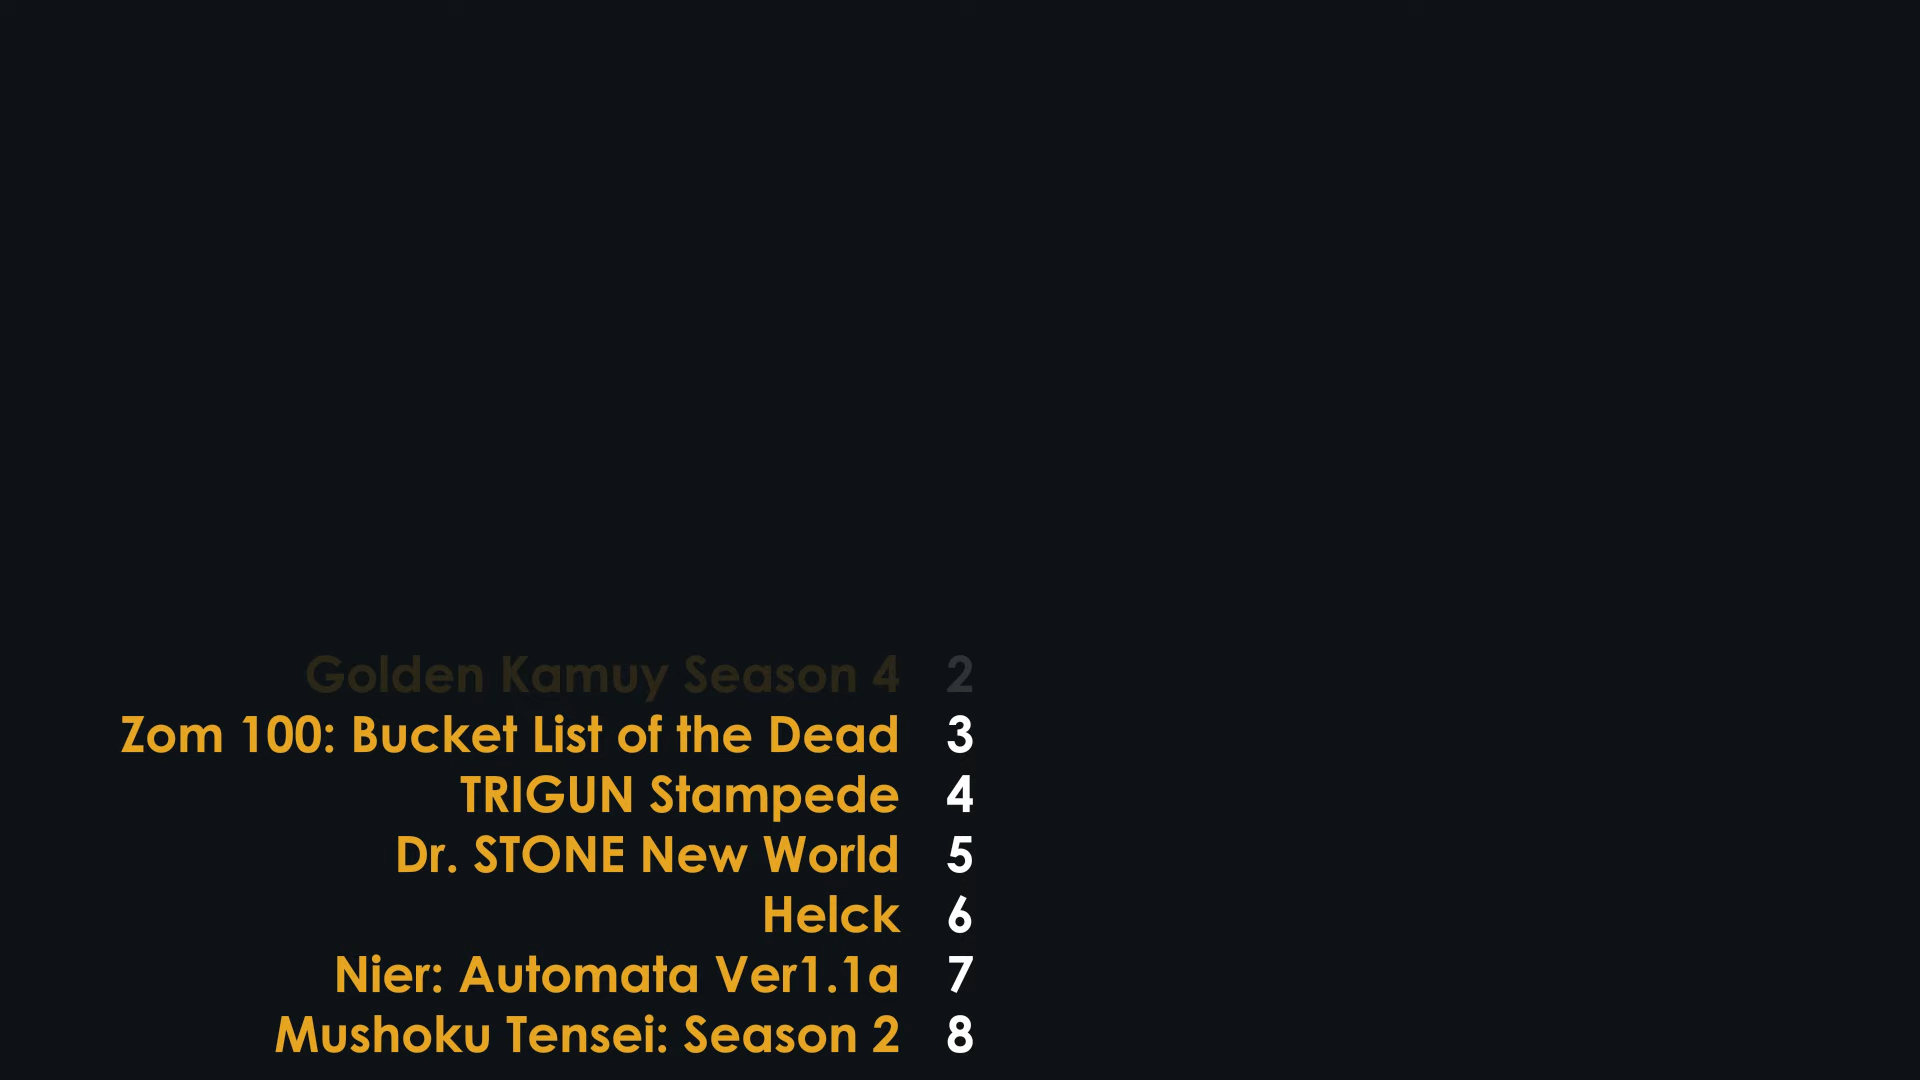 Golden Kamuy Season 4 2
Zom 100: Bucket List of the Dead 3
TRIGUN Stampede 4
Dr. STONE New World 5
Helck 6
Nier: Automata Ver1.1a 7
Mushoku Tensei: Season 2 8